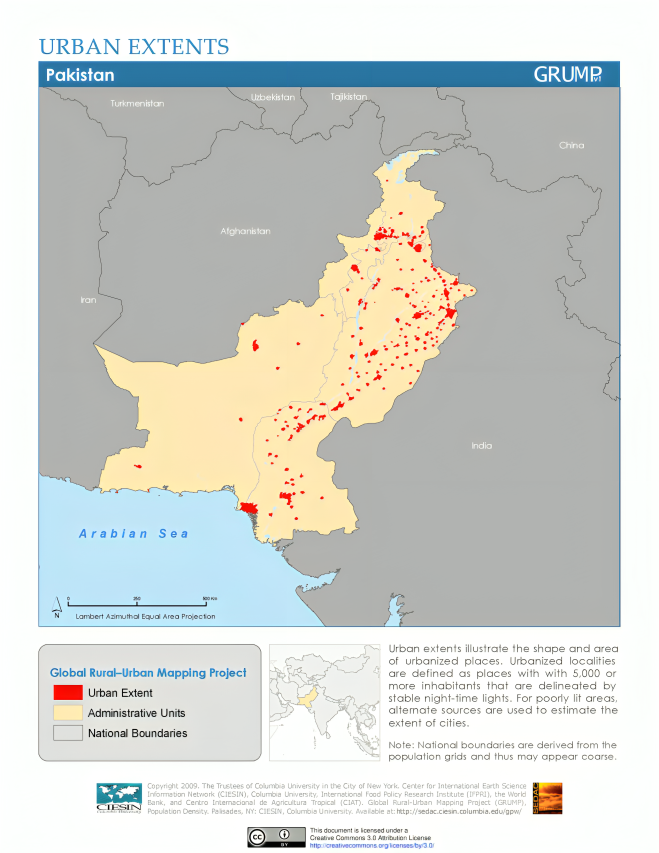 URBAN EXTENTS
Pakistan
GRUMPv1
Turkmenistan
Uzbekistan
Tajikistan
China
Afghanistan
Iran
India
Arabian Sea
0 250 500 Km
N
Lambert Azimuthal Equal Area Projection
Global Rural–Urban Mapping Project
Urban Extent
Administrative Units
National Boundaries
Urban extents illustrate the shape and area
of urbanized places. Urbanized localities
are defined as places with with 5,000 or
more inhabitants that are delineated by
stable night-time lights. For poorly lit areas,
alternate sources are used to estimate the
extent of cities.
Note: National boundaries are derived from the
population grids and thus may appear coarse.
CIESIN
Copyright 2009. The Trustees of Columbia University in the City of New York. Center for International Earth Science
Information Network (CIESIN), Columbia University, International Food Policy Research Institute (IFPRI), the World
Bank, and Centro Internacional de Agricultura Tropical (CIAT). Global Rural-Urban Mapping Project (GRUMP),
Population Density. Palisades, NY: CIESIN, Columbia University. Available at: http://sedac.ciesin.columbia.edu/gpw/
SEDAC
cc
BY
This document is licensed under a
Creative Commons 3.0 Attribution License
http://creativecommons.org/licenses/by/3.0/